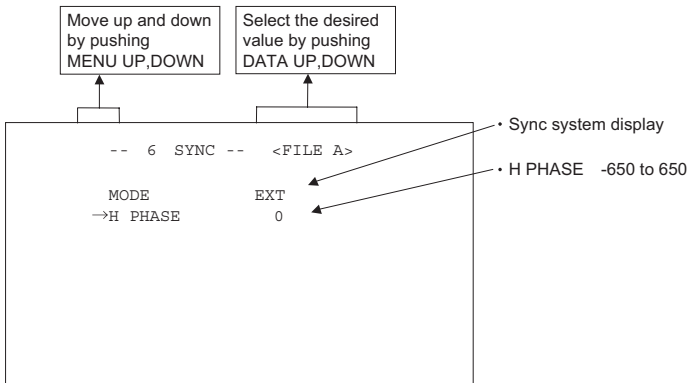 Move up and down
by pushing
MENU UP,DOWN
Select the desired
value by pushing
DATA UP,DOWN
-- 6 SYNC -- <FILE A>
MODE EXT
→H PHASE 0
・Sync system display
・H PHASE -650 to 650